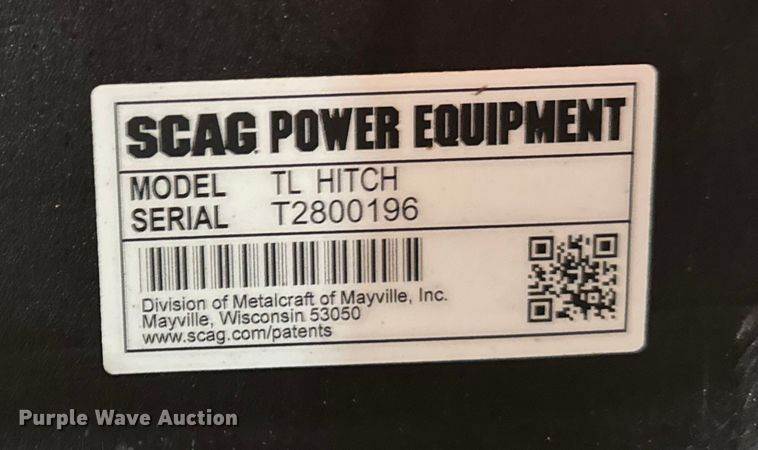 SCAG POWER EQUIPMENT
MODEL TL HITCH
SERIAL T2800196
Division of Metalcraft of Mayville, Inc.
Mayville, Wisconsin 53050
www.scag.com/patents
Purple Wave Auction